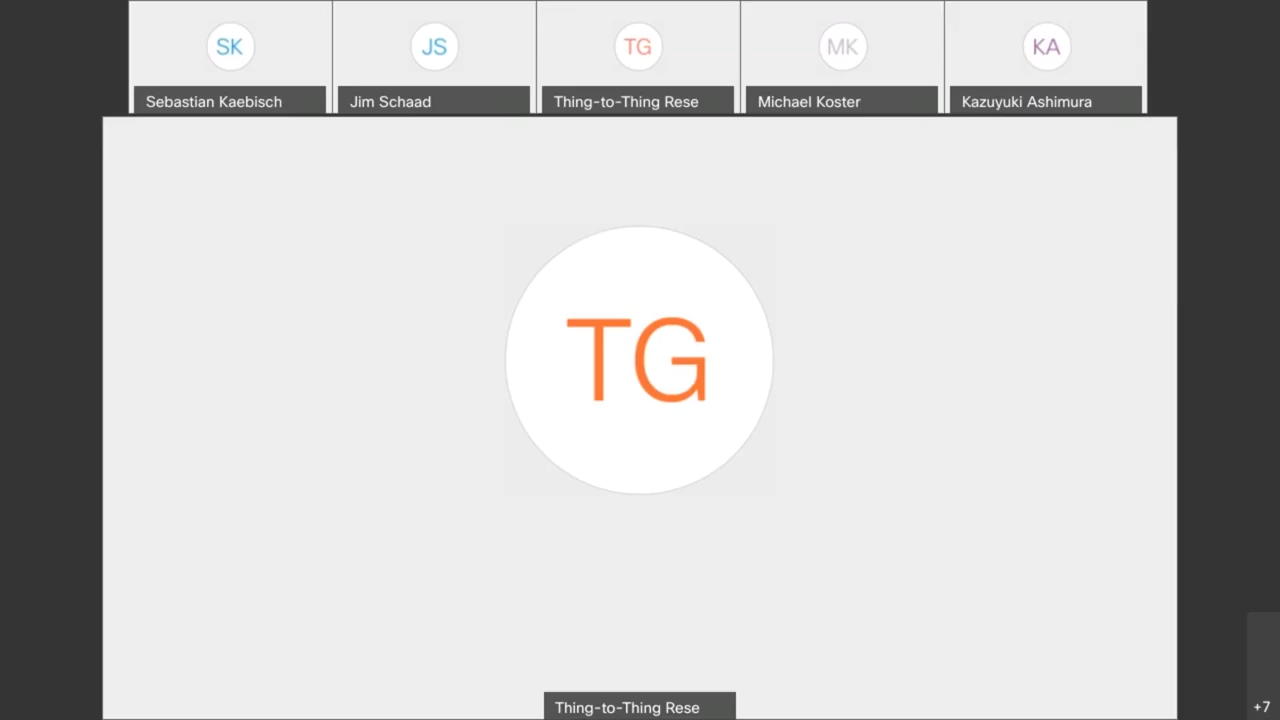 SK
JS
TG
MK
KA
Sebastian Kaebisch
Jim Schaad
Thing-to-Thing Rese
Michael Koster
Kazuyuki Ashimura
TG
Thing-to-Thing Rese
+7